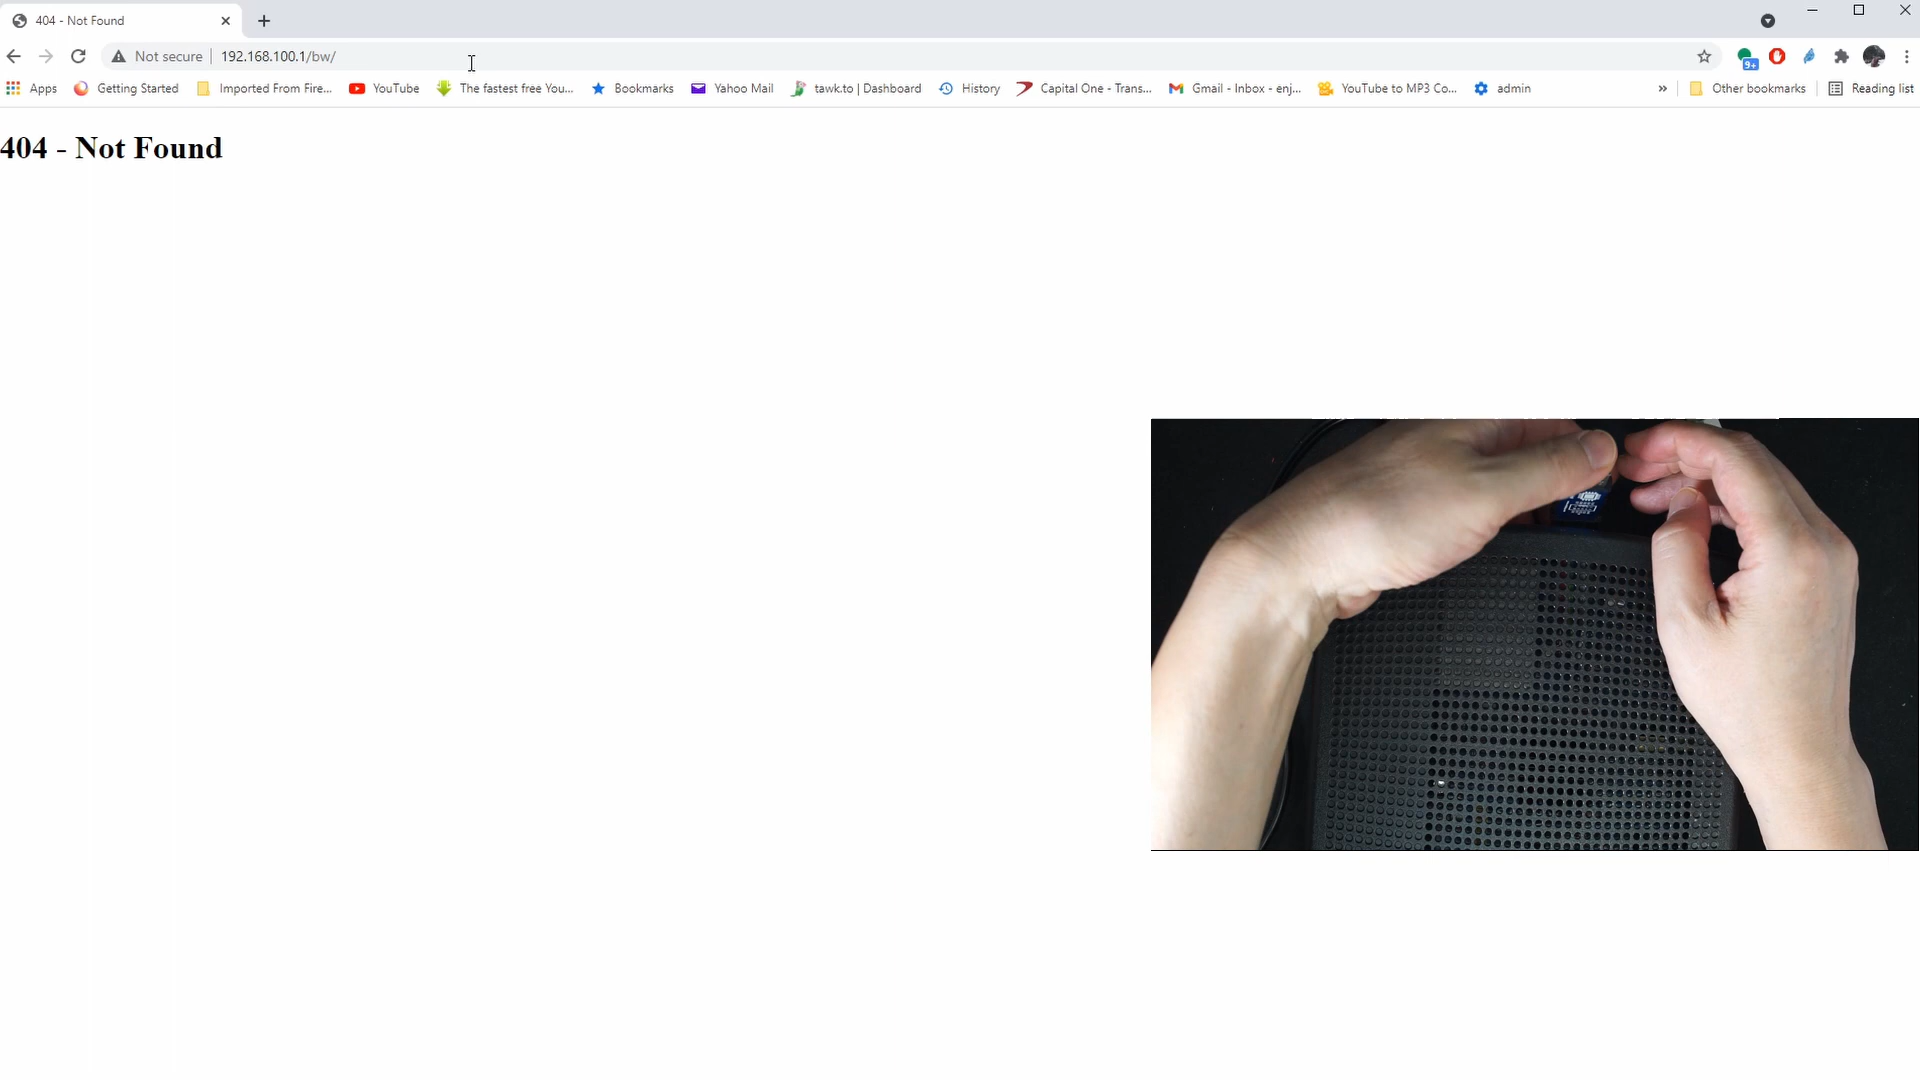 404 - Not Found
Not secure
192.168.100.1/bw/
9+
Apps
Getting Started
Imported From Fire...
YouTube
The fastest free You...
Bookmarks
Yahoo Mail
tawk.to | Dashboard
History
Capital One - Trans...
Gmail - Inbox - enj...
YouTube to MP3 Co...
admin
»
Other bookmarks
Reading list
404 - Not Found